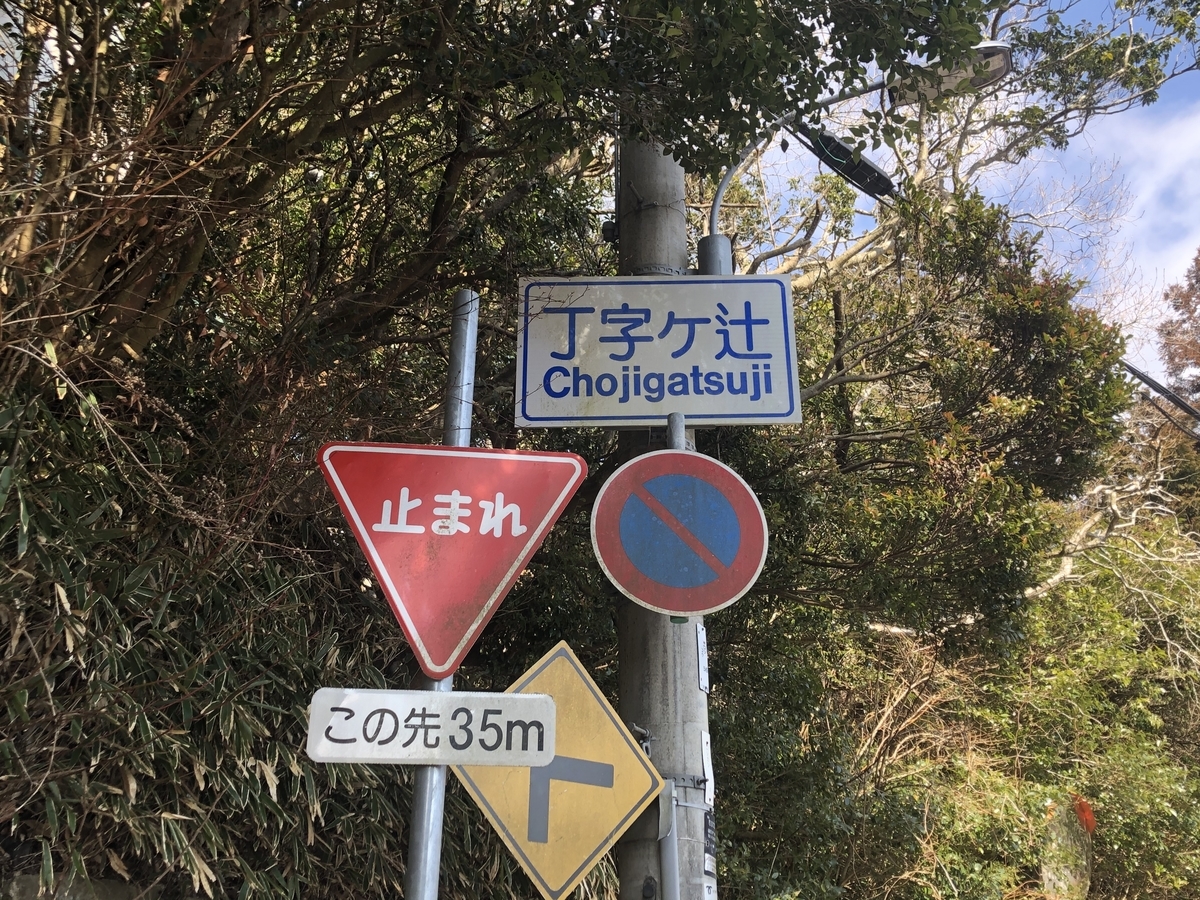 丁字ケ辻
Chojigatsuji
止まれ
この先35m